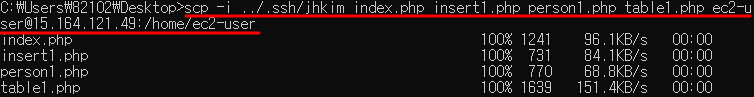 C:₩Users₩82102₩Desktop>scp -i ../.ssh/jhkim index.php insert1.php person1.php table1.php ec2-u
ser@15.164.121.49:/home/ec2-user
index.php 100% 1241 96.1KB/s 00:00
insert1.php 100% 731 84.1KB/s 00:00
person1.php 100% 770 68.8KB/s 00:00
table1.php 100% 1639 151.4KB/s 00:00